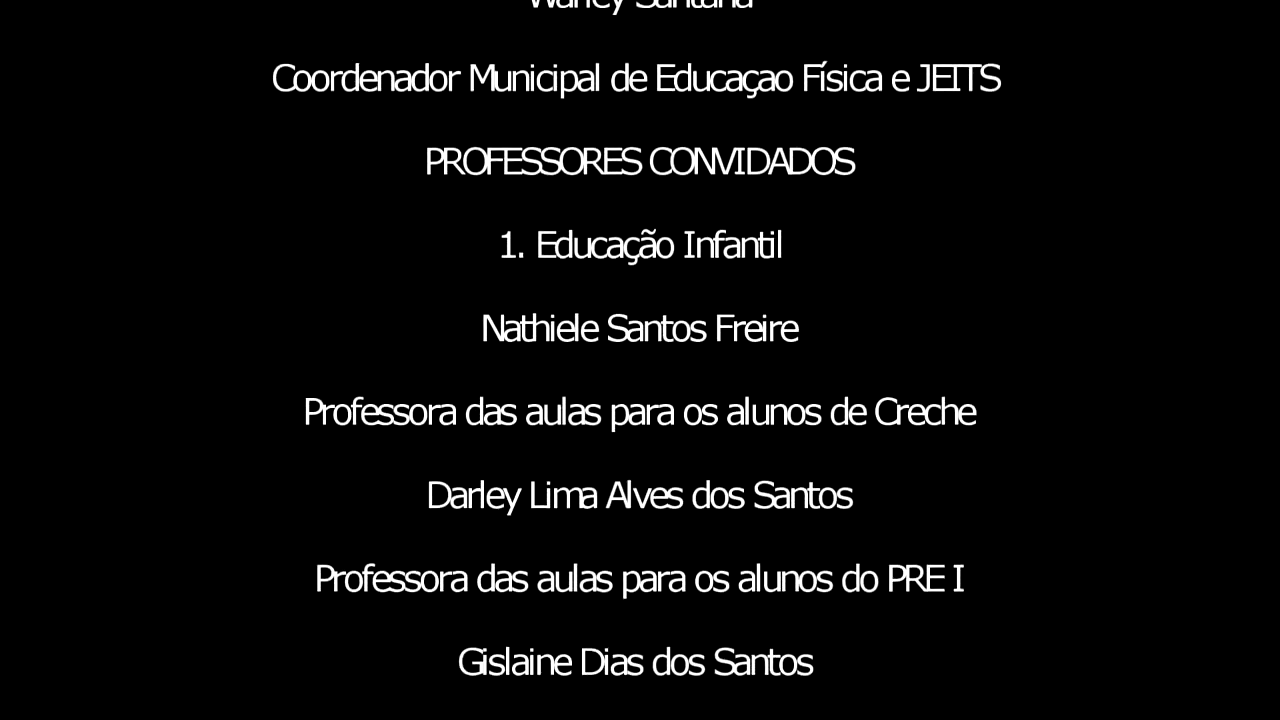 Warley Santana
Coordenador Municipal de Educaçao Física e JEITS
PROFESSORES CONVIDADOS
1. Educação Infantil
Nathiele Santos Freire
Professora das aulas para os alunos de Creche
Darley Lima Alves dos Santos
Professora das aulas para os alunos do PRE I
Gislaine Dias dos Santos